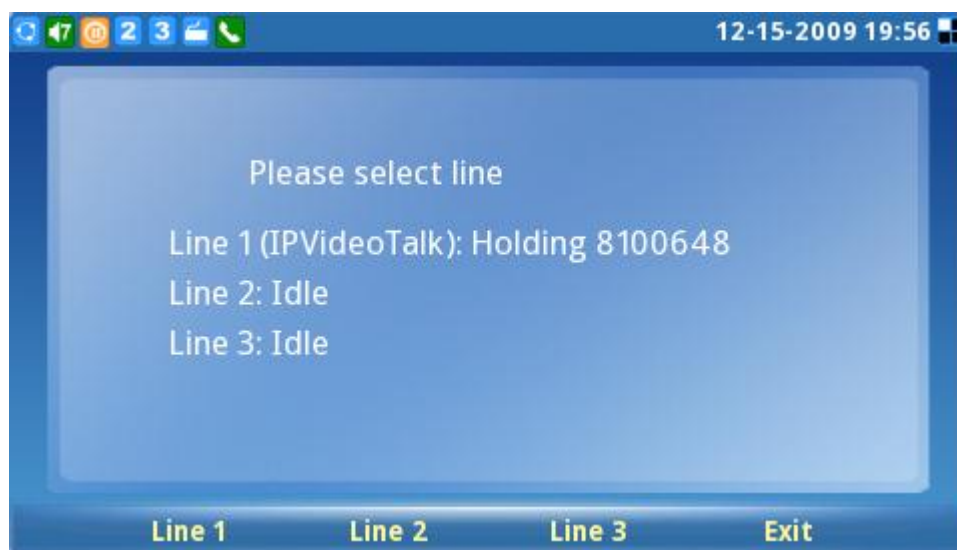 7 2 3 12-15-2009 19:56
Please select line
Line 1 (IPVideoTalk): Holding 8100648
Line 2: Idle
Line 3: Idle
Line 1 Line 2 Line 3 Exit